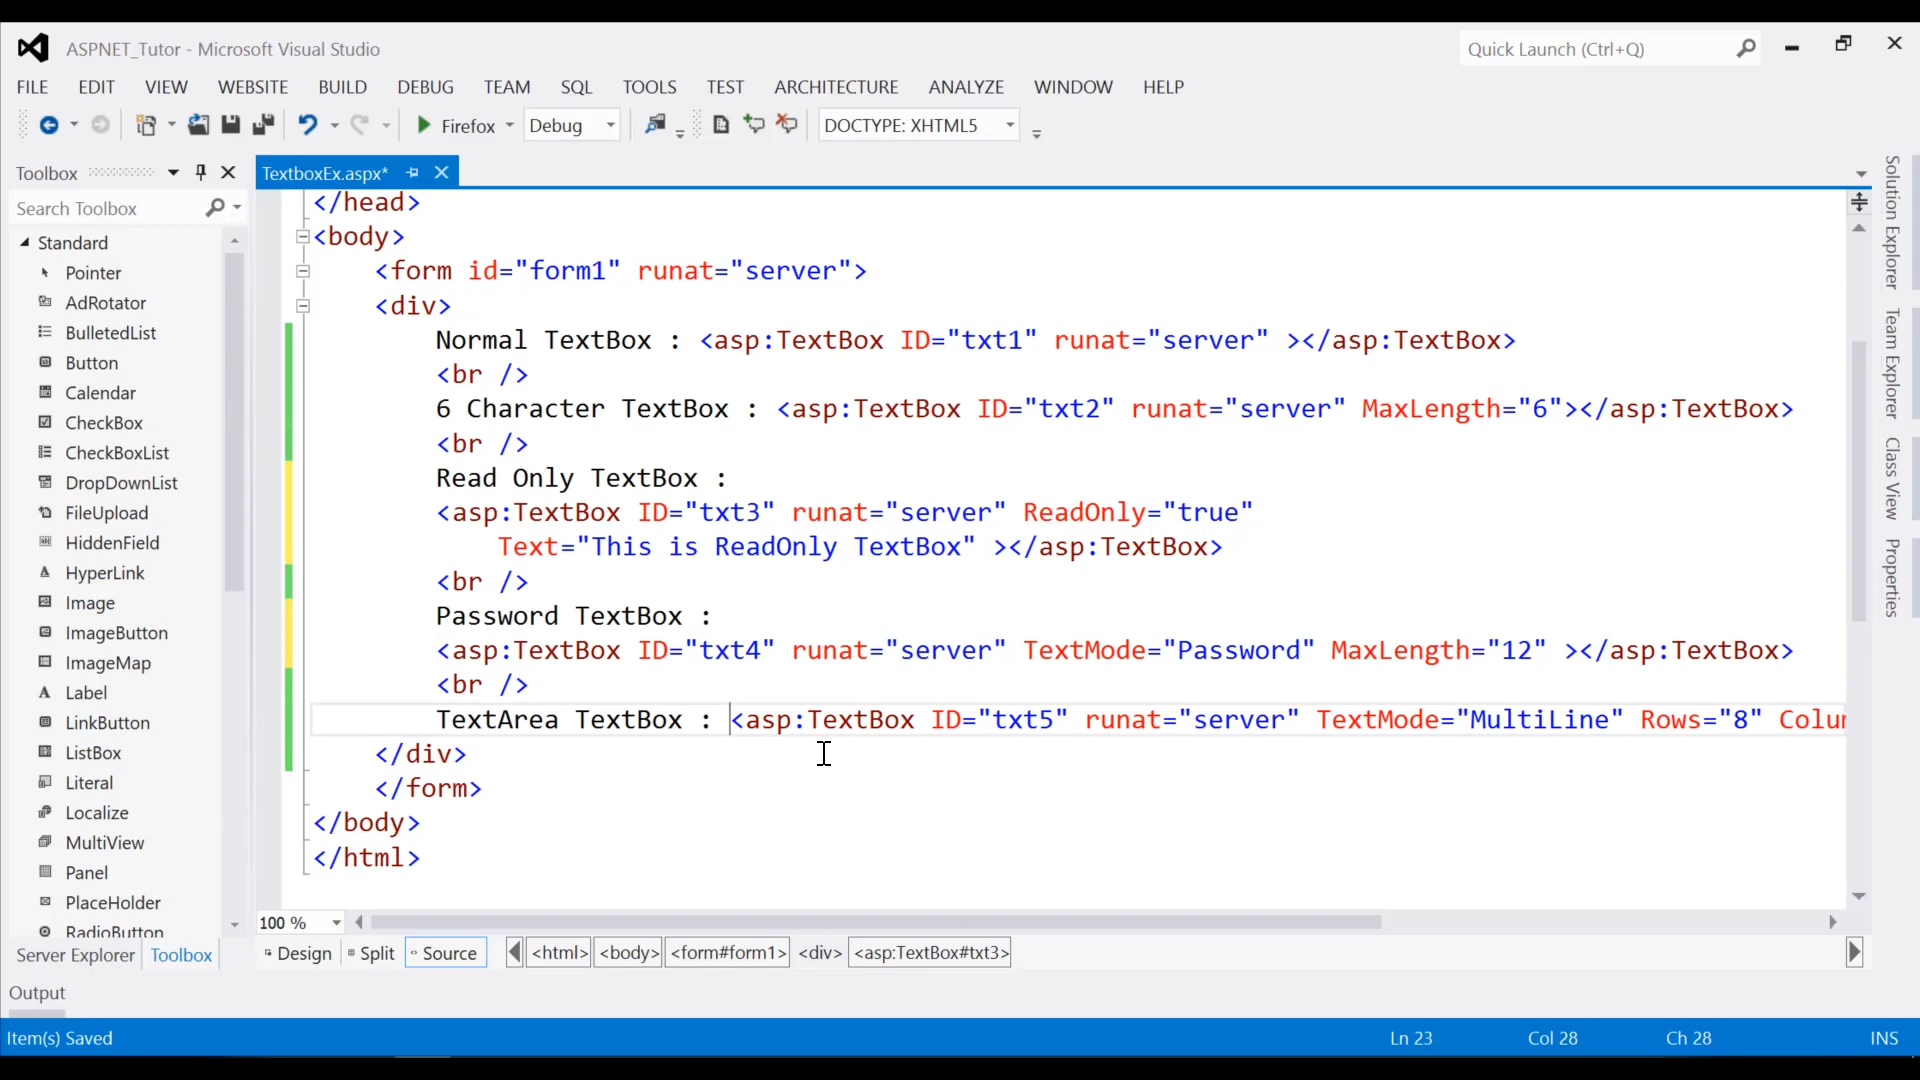 ASPNET_Tutor - Microsoft Visual Studio
Quick Launch (Ctrl+Q)
FILE EDIT VIEW WEBSITE BUILD DEBUG TEAM SQL TOOLS TEST ARCHITECTURE ANALYZE WINDOW HELP
Firefox Debug DOCTYPE: XHTML5
Toolbox
TextboxEx.aspx*
Search Toolbox
Standard
Pointer
AdRotator
BulletedList
Button
Calendar
CheckBox
CheckBoxList
DropDownList
FileUpload
HiddenField
HyperLink
Image
ImageButton
ImageMap
Label
LinkButton
ListBox
Literal
Localize
MultiView
Panel
PlaceHolder
RadioButton
Server Explorer Toolbox
</head>
<body>
<form id="form1" runat="server">
<div>
Normal TextBox : <asp:TextBox ID="txt1" runat="server" ></asp:TextBox>
<br />
6 Character TextBox : <asp:TextBox ID="txt2" runat="server" MaxLength="6"></asp:TextBox>
<br />
Read Only TextBox :
<asp:TextBox ID="txt3" runat="server" ReadOnly="true"
Text="This is ReadOnly TextBox" ></asp:TextBox>
<br />
Password TextBox :
<asp:TextBox ID="txt4" runat="server" TextMode="Password" MaxLength="12" ></asp:TextBox>
<br />
TextArea TextBox : <asp:TextBox ID="txt5" runat="server" TextMode="MultiLine" Rows="8" Colu
</div>
</form>
</body>
</html>
100 %
Design Split Source <html> <body> <form#form1> <div> <asp:TextBox#txt3>
Solution Explorer
Team Explorer
Class View
Properties
Output
Item(s) Saved Ln 23 Col 28 Ch 28 INS